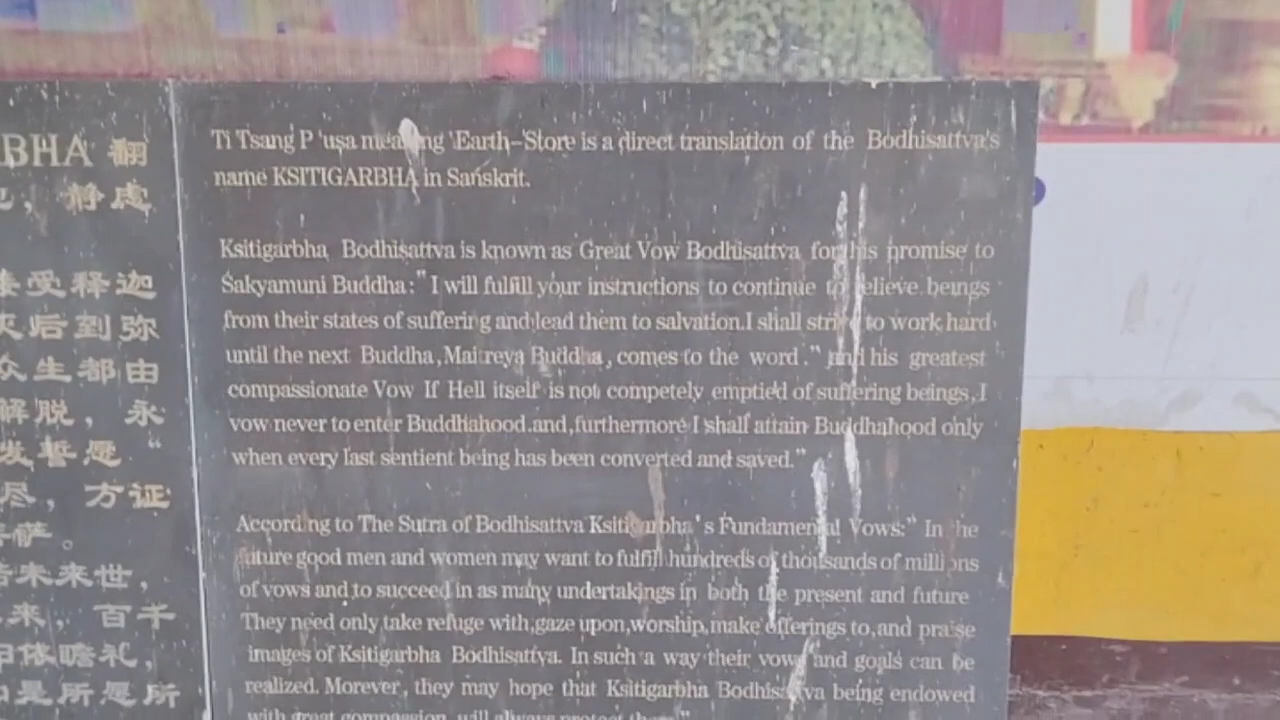 BHA 翻
，静虑
受释迦
后到弥
众生都由
解脱，永
发誓愿“
尽，方证
菩萨。
未来世，
来，百千
依瞻礼，
是所愿所
Ti Tsang P 'usa meaning 'Earth-Store is a direct translation of the Bodhisattva's
name KSITIGARBHA in Sanskrit.
Ksitigarbha Bodhisattva is known as Great Vow Bodhisattva for his promise to
Sakyamuni Buddha:" I will fulfill your instructions to continue to relieve beings
from their states of suffering and lead them to salvation.I shall strive to work hard
until the next Buddha,Maitreya Buddha, comes to the word." and his greatest
compassionate Vow If Hell itself is not competely emptied of suffering beings,I
vow never to enter Buddhahood.and,furthermore I shall attain Buddhahood only
when every last sentient being has been converted and saved."
According to The Sutra of Bodhisattva Ksitigarbha's Fundamental Vows:" In the
future good men and women may want to fulfill hundreds of thousands of millions
of vows and to succeed in as many undertakings in both the present and future
They need only take refuge with,gaze upon,worship,make offerings to,and praise
images of Ksitigarbha Bodhisattva. In such a way their vows and goals can be
realized. Morever, they may hope that Ksitigarbha Bodhisattva being endowed
with great compassion, will always protect them"